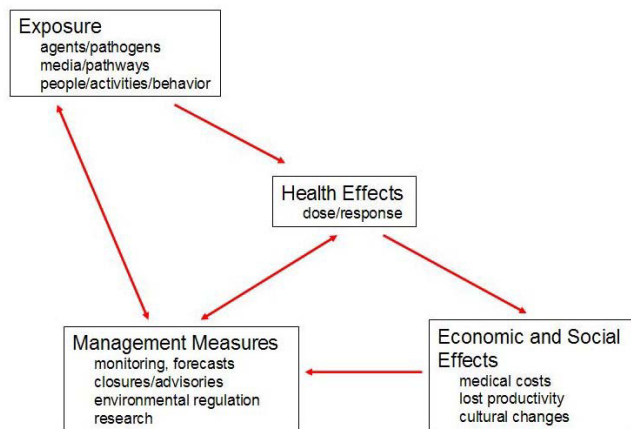 Exposure
agents/pathogens
media/pathways
people/activities/behavior
Health Effects
dose/response
Management Measures
monitoring, forecasts
closures/advisories
environmental regulation
research
Economic and Social
Effects
medical costs
lost productivity
cultural changes